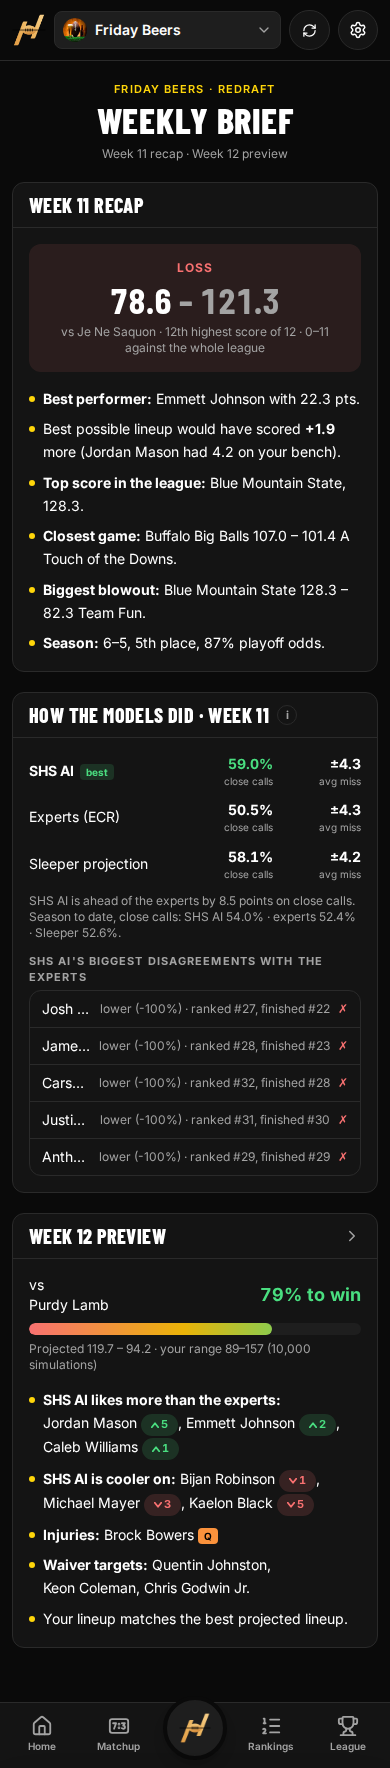 Friday Beers
FRIDAY BEERS · REDRAFT
WEEKLY BRIEF
Week 11 recap · Week 12 preview
WEEK 11 RECAP
LOSS
78.6 – 121.3
vs Je Ne Saquon · 12th highest score of 12 · 0–11
against the whole league
Best performer: Emmett Johnson with 22.3 pts.
Best possible lineup would have scored +1.9
more (Jordan Mason had 4.2 on your bench).
Top score in the league: Blue Mountain State,
128.3.
Closest game: Buffalo Big Balls 107.0 – 101.4 A
Touch of the Downs.
Biggest blowout: Blue Mountain State 128.3 –
82.3 Team Fun.
Season: 6–5, 5th place, 87% playoff odds.
HOW THE MODELS DID · WEEK 11 i
SHS AI best 59.0% ±4.3
close calls avg miss
Experts (ECR) 50.5% ±4.3
close calls avg miss
Sleeper projection 58.1% ±4.2
close calls avg miss
SHS AI is ahead of the experts by 8.5 points on close calls.
Season to date, close calls: SHS AI 54.0% · experts 52.4%
· Sleeper 52.6%.
SHS AI'S BIGGEST DISAGREEMENTS WITH THE
EXPERTS
Josh ... lower (-100%) · ranked #27, finished #22 ✗
Jame... lower (-100%) · ranked #28, finished #23 ✗
Cars... lower (-100%) · ranked #32, finished #28 ✗
Justi... lower (-100%) · ranked #31, finished #30 ✗
Anth... lower (-100%) · ranked #29, finished #29 ✗
WEEK 12 PREVIEW
vs
Purdy Lamb 79% to win
Projected 119.7 – 94.2 · your range 89–157 (10,000
simulations)
SHS AI likes more than the experts:
Jordan Mason 5, Emmett Johnson 2,
Caleb Williams 1
SHS AI is cooler on: Bijan Robinson 1,
Michael Mayer 3, Kaelon Black 5
Injuries: Brock Bowers Q
Waiver targets: Quentin Johnston,
Keon Coleman, Chris Godwin Jr.
Your lineup matches the best projected lineup.
Home Matchup Rankings League